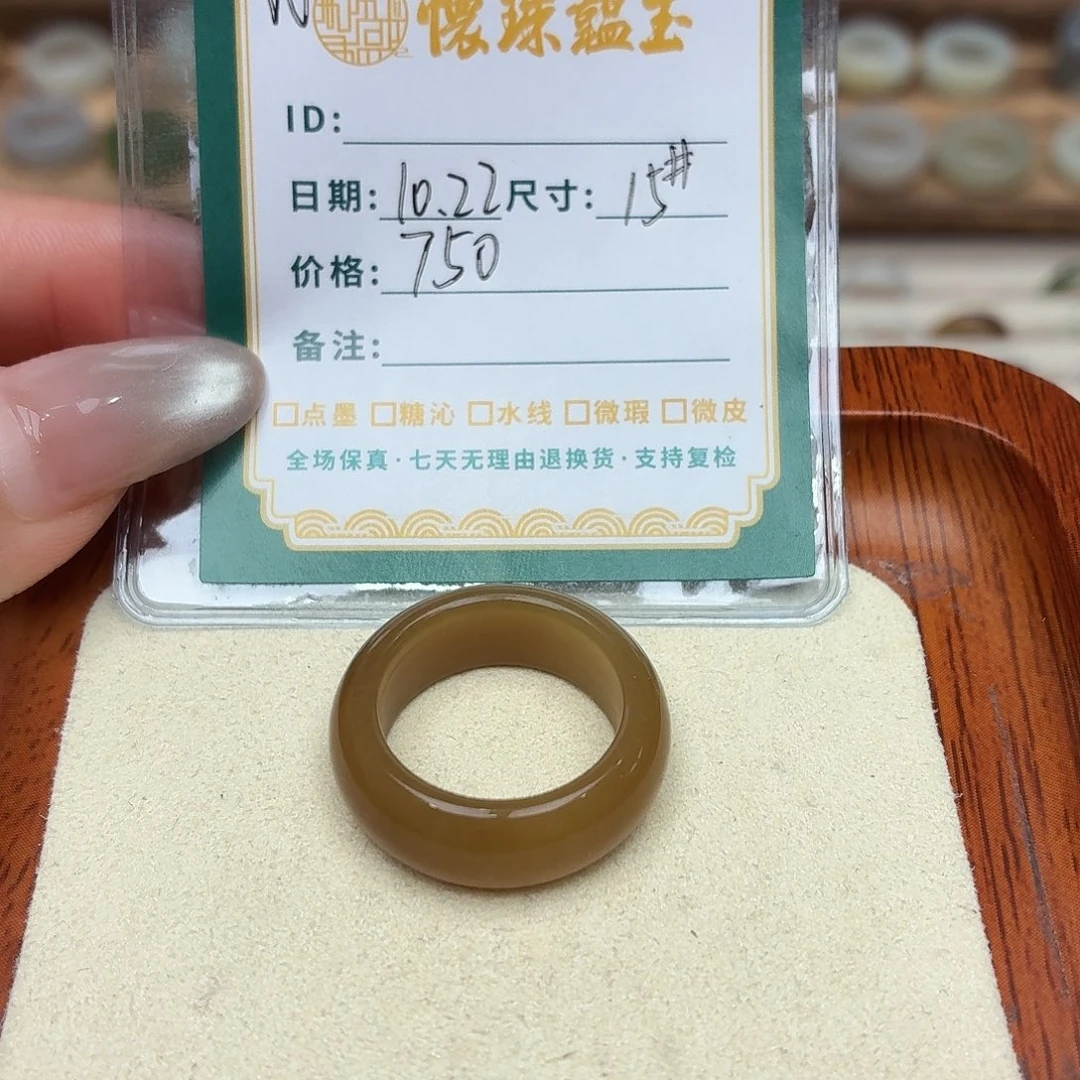 懷珠韞玉
ID:
日期: 10.22 尺寸: 15#
价格: 750
备注:
□点墨 □糖沁 □水线 □微瑕 □微皮
全场保真·七天无理由退换货·支持复检